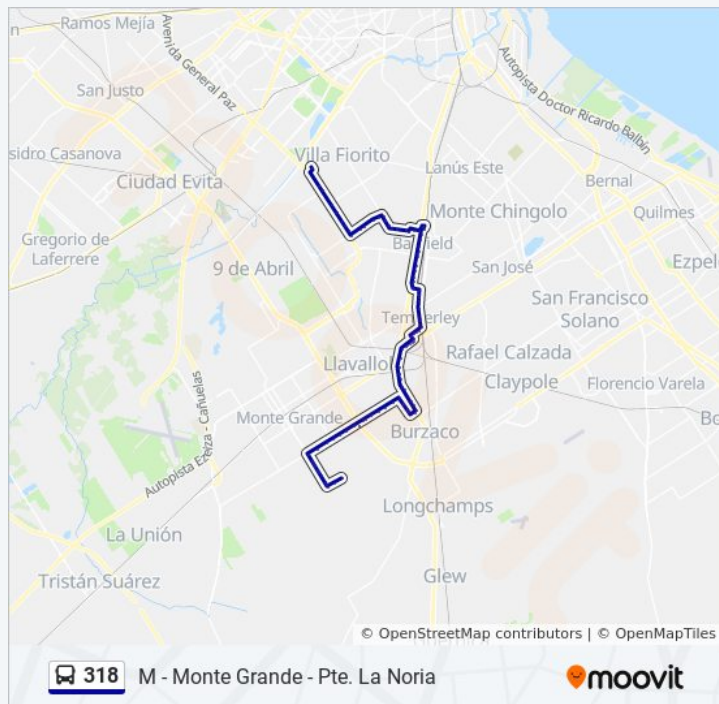 Ramos Mejía
Avenida General Paz
San Justo
Autopista Doctor Ricardo Balbín
Villa Fiorito
Isidro Casanova
Lanús Este
Ciudad Evita
Bernal
Monte Chingolo
Quilmes
Gregorio de
Laferrere
Banfield
9 de Abril
San José
Ezpel
San Francisco
Solano
Temperley
Llavallol
Rafael Calzada
Claypole
Florencio Varela
Monte Grande
Bo
Burzaco
Autopista Ezeiza - Cañuelas
Longchamps
La Unión
Tristán Suárez
Glew
© OpenStreetMap contributors | © OpenMapTiles
318 M - Monte Grande - Pte. La Noria moovit